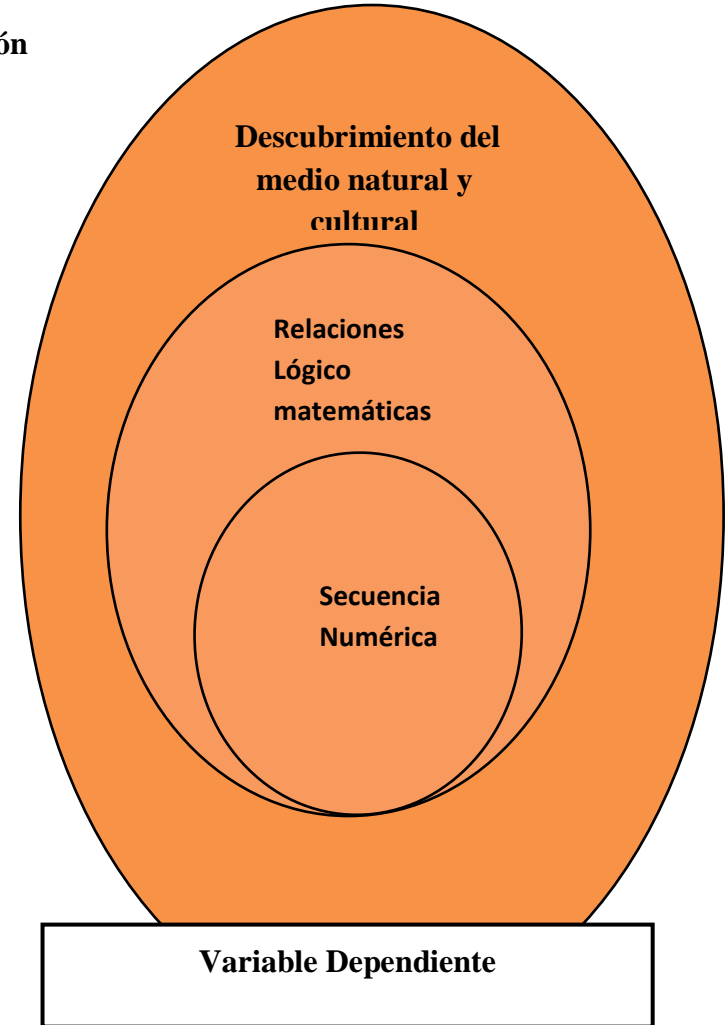 ón
Descubrimiento del
medio natural y
cultural
Relaciones
Lógico
matemáticas
Secuencia
Numérica
Variable Dependiente